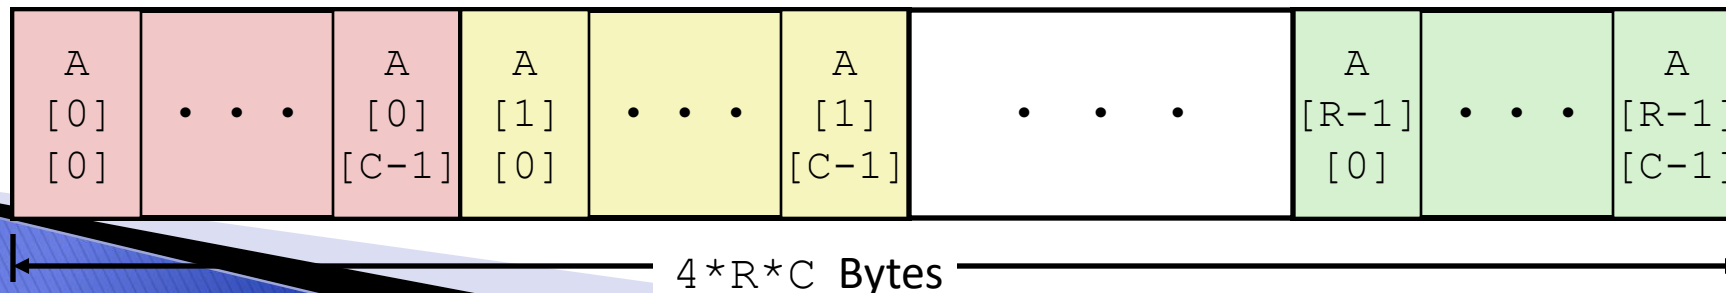 A A A A A A
[0] • • • [0] [1] • • • [1] • • • [R-1] • • • [R-1]
[0] [C-1] [0] [C-1] [0] [C-1]
4*R*C Bytes